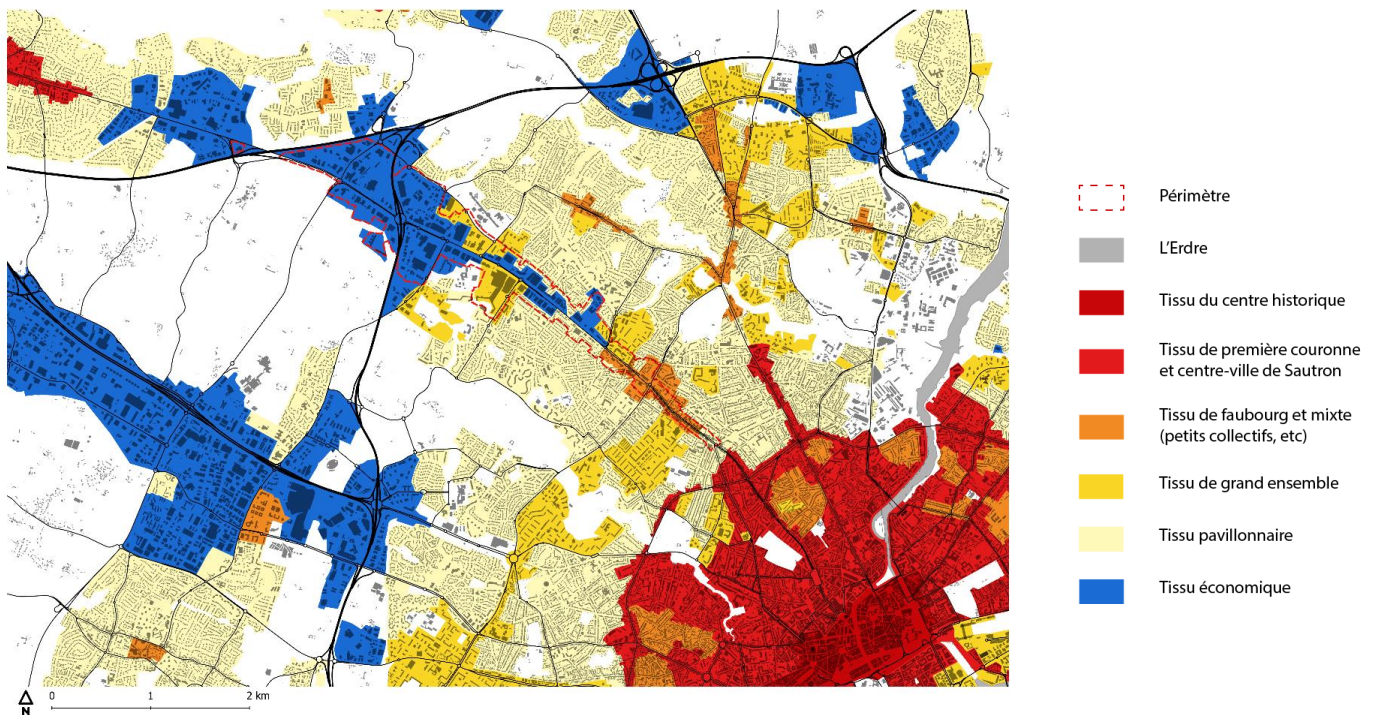 Périmètre
L'Erdre
Tissu du centre historique
Tissu de première couronne
et centre-ville de Sautron
Tissu de faubourg et mixte
(petits collectifs, etc)
Tissu de grand ensemble
Tissu pavillonnaire
Tissu économique
N
0 1 2 km